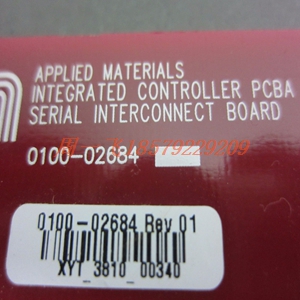 APPLIED MATERIALS
INTEGRATED CONTROLLER PCBA
SERIAL INTERCONNECT BOARD
0100-02684
0100-02684 Rev 01
XYT 3810 00340